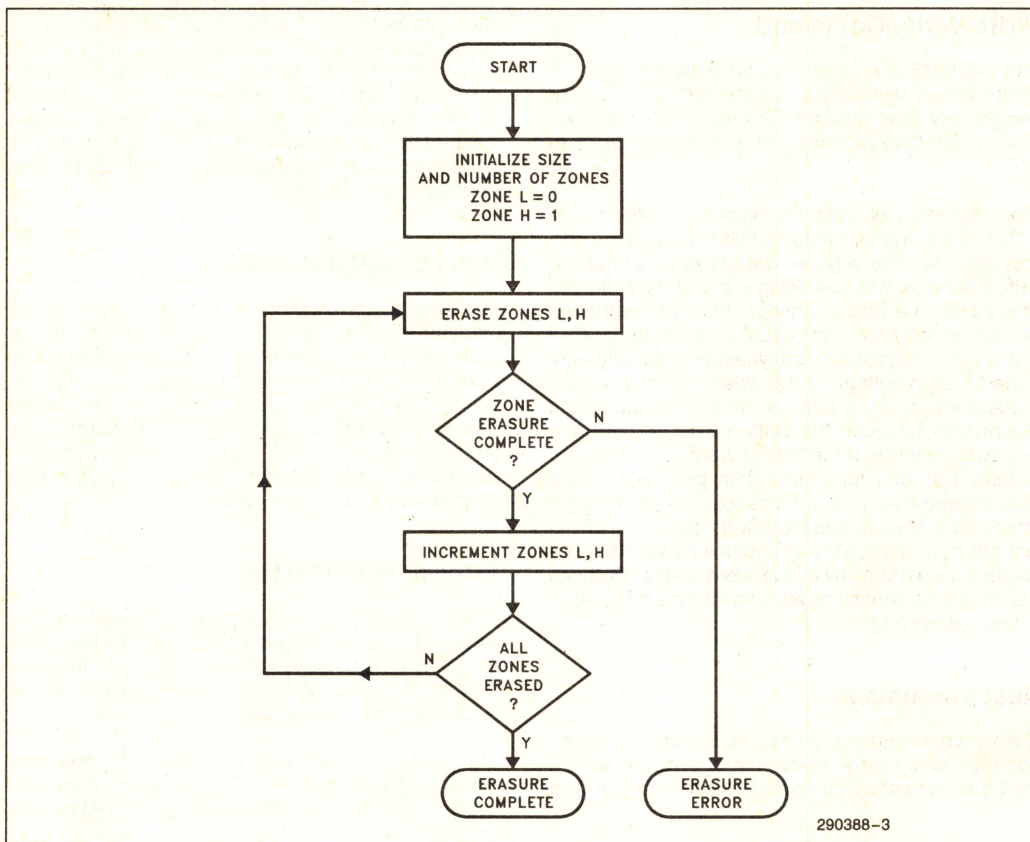 START
INITIALIZE SIZE
AND NUMBER OF ZONES
ZONE L = 0
ZONE H = 1
ERASE ZONES L, H
ZONE
ERASURE
COMPLETE
?
N
Y
INCREMENT ZONES L, H
ALL
ZONES
ERASED
?
N
Y
ERASURE
COMPLETE
ERASURE
ERROR
290388-3